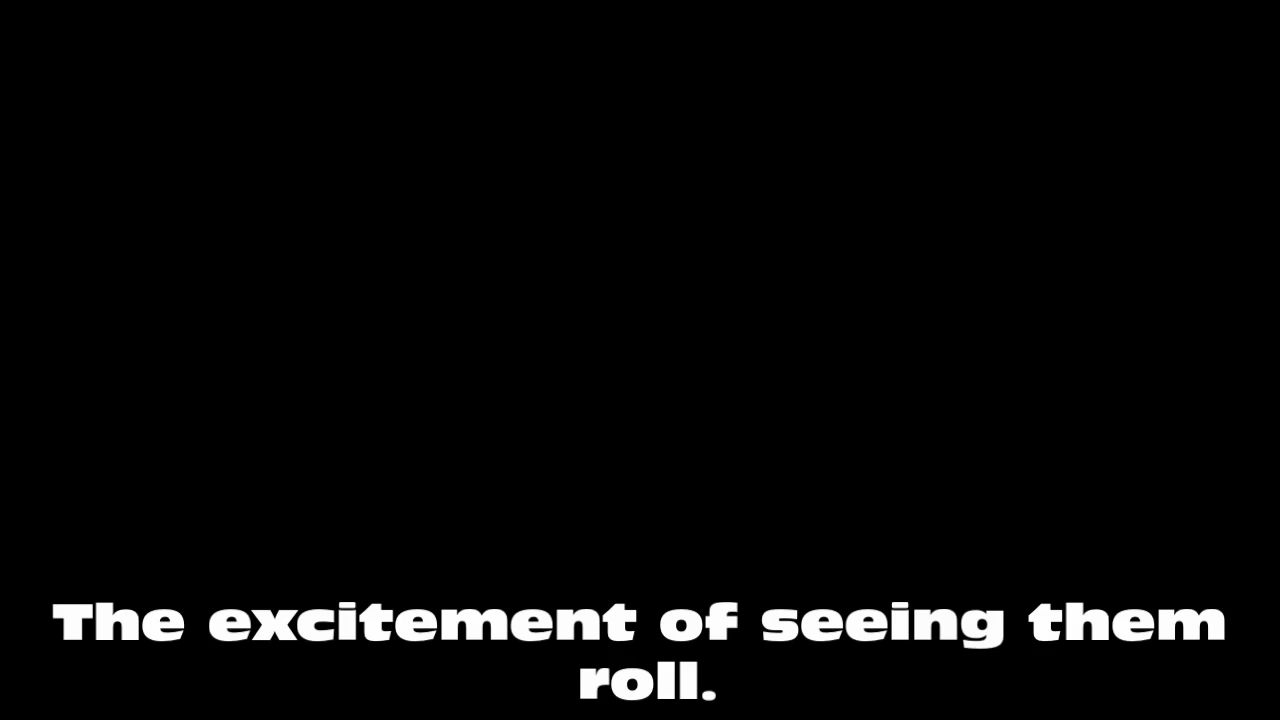 The excitement of seeing them
roll.